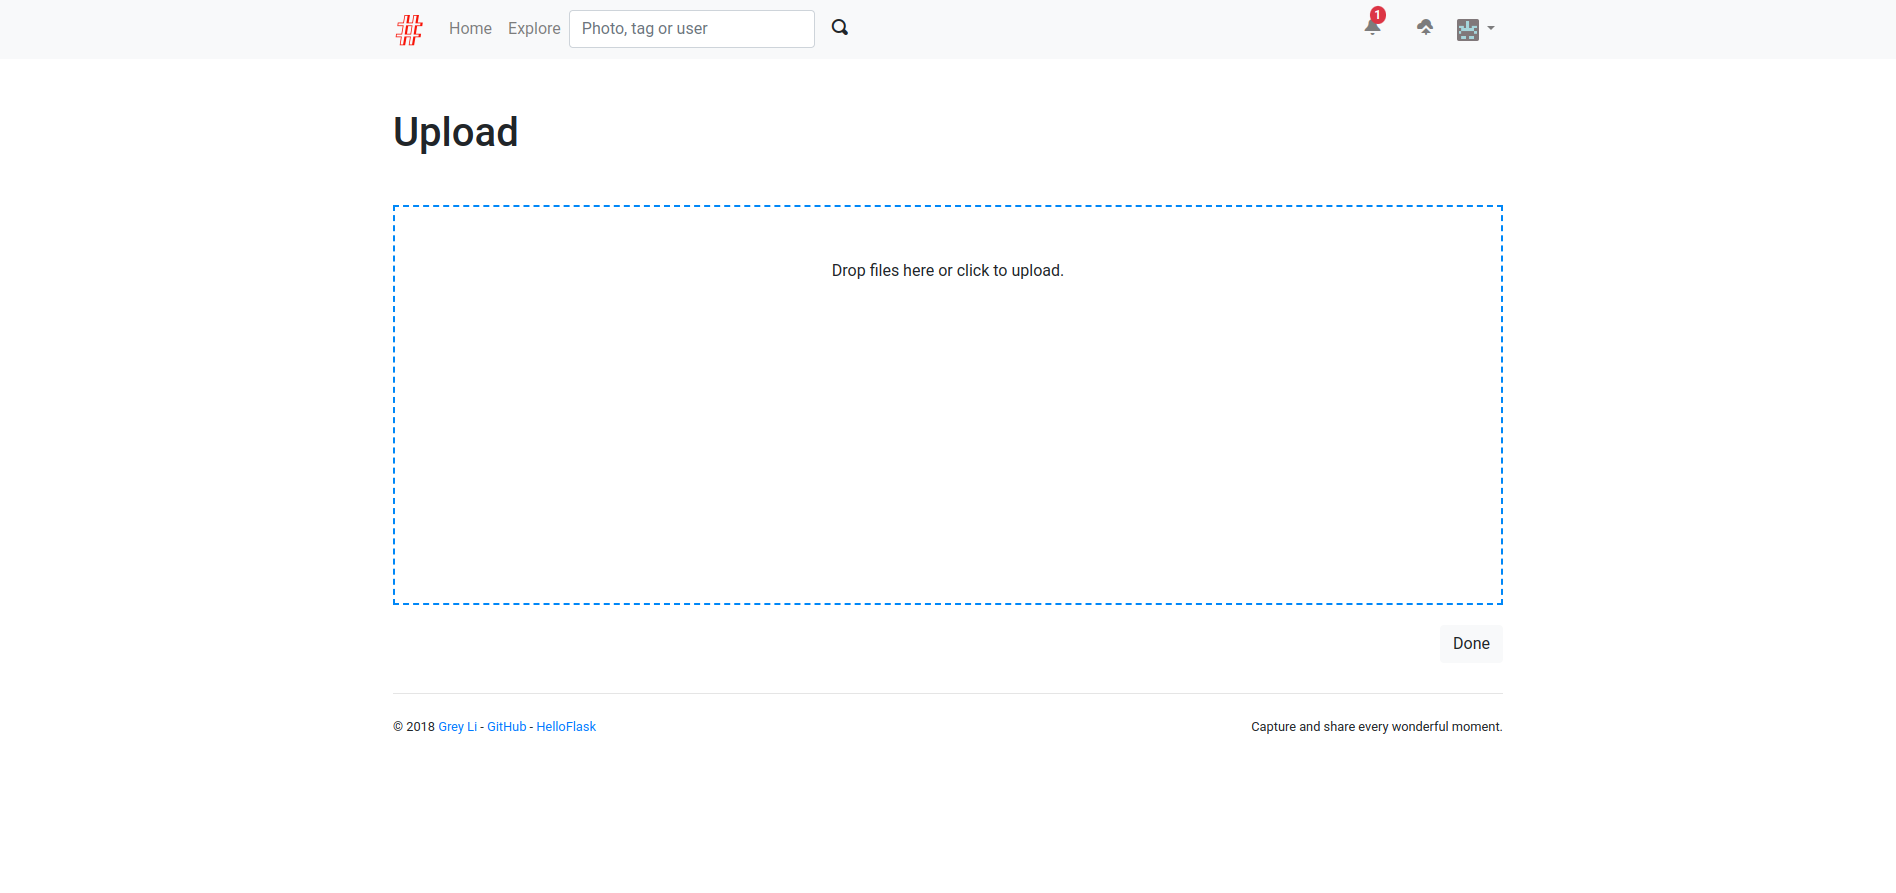 # Home Explore Photo, tag or user 1
Upload
Drop files here or click to upload.
Done
© 2018 Grey Li - GitHub - HelloFlask Capture and share every wonderful moment.